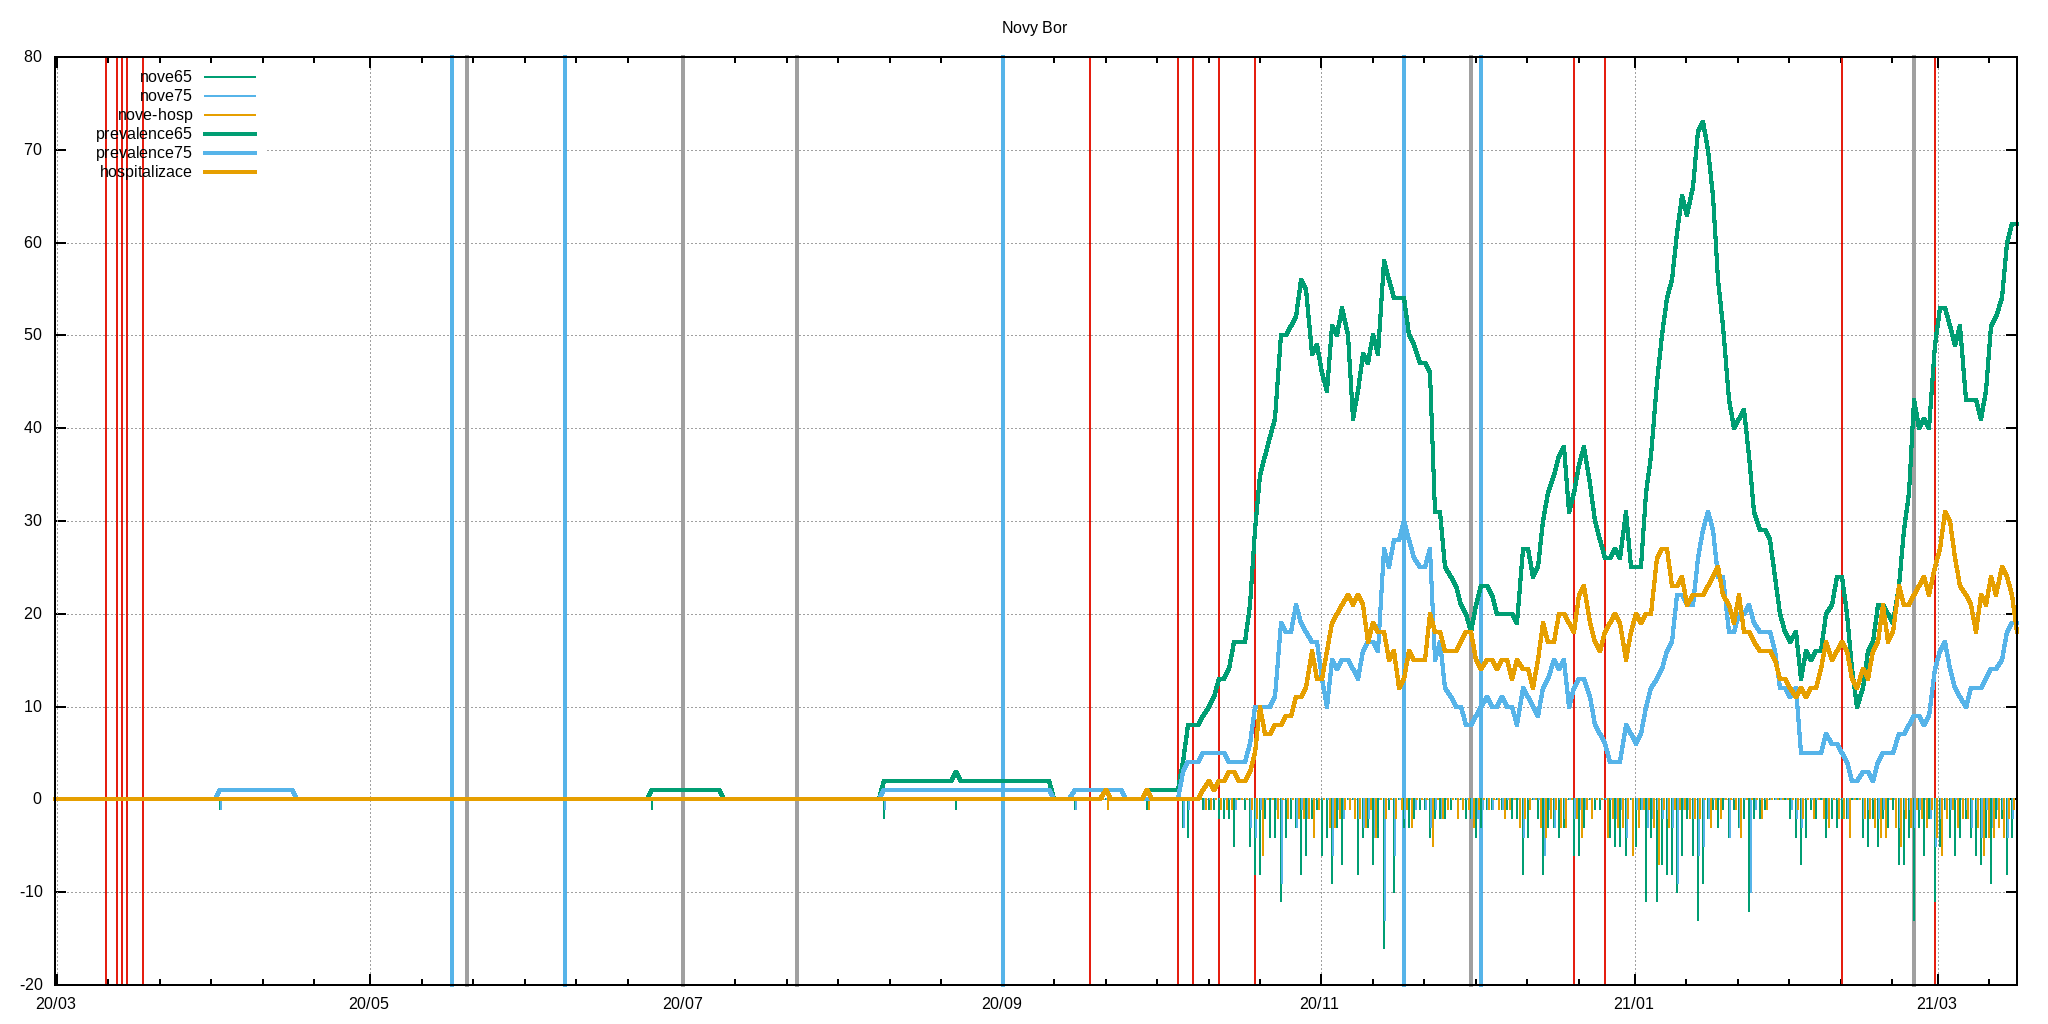 Novy Bor
80
70
60
50
40
30
20
10
0
-10
-20
nove65
nove75
nove-hosp
prevalence65
prevalence75
hospitalizace
20/03 20/05 20/07 20/09 20/11 21/01 21/03